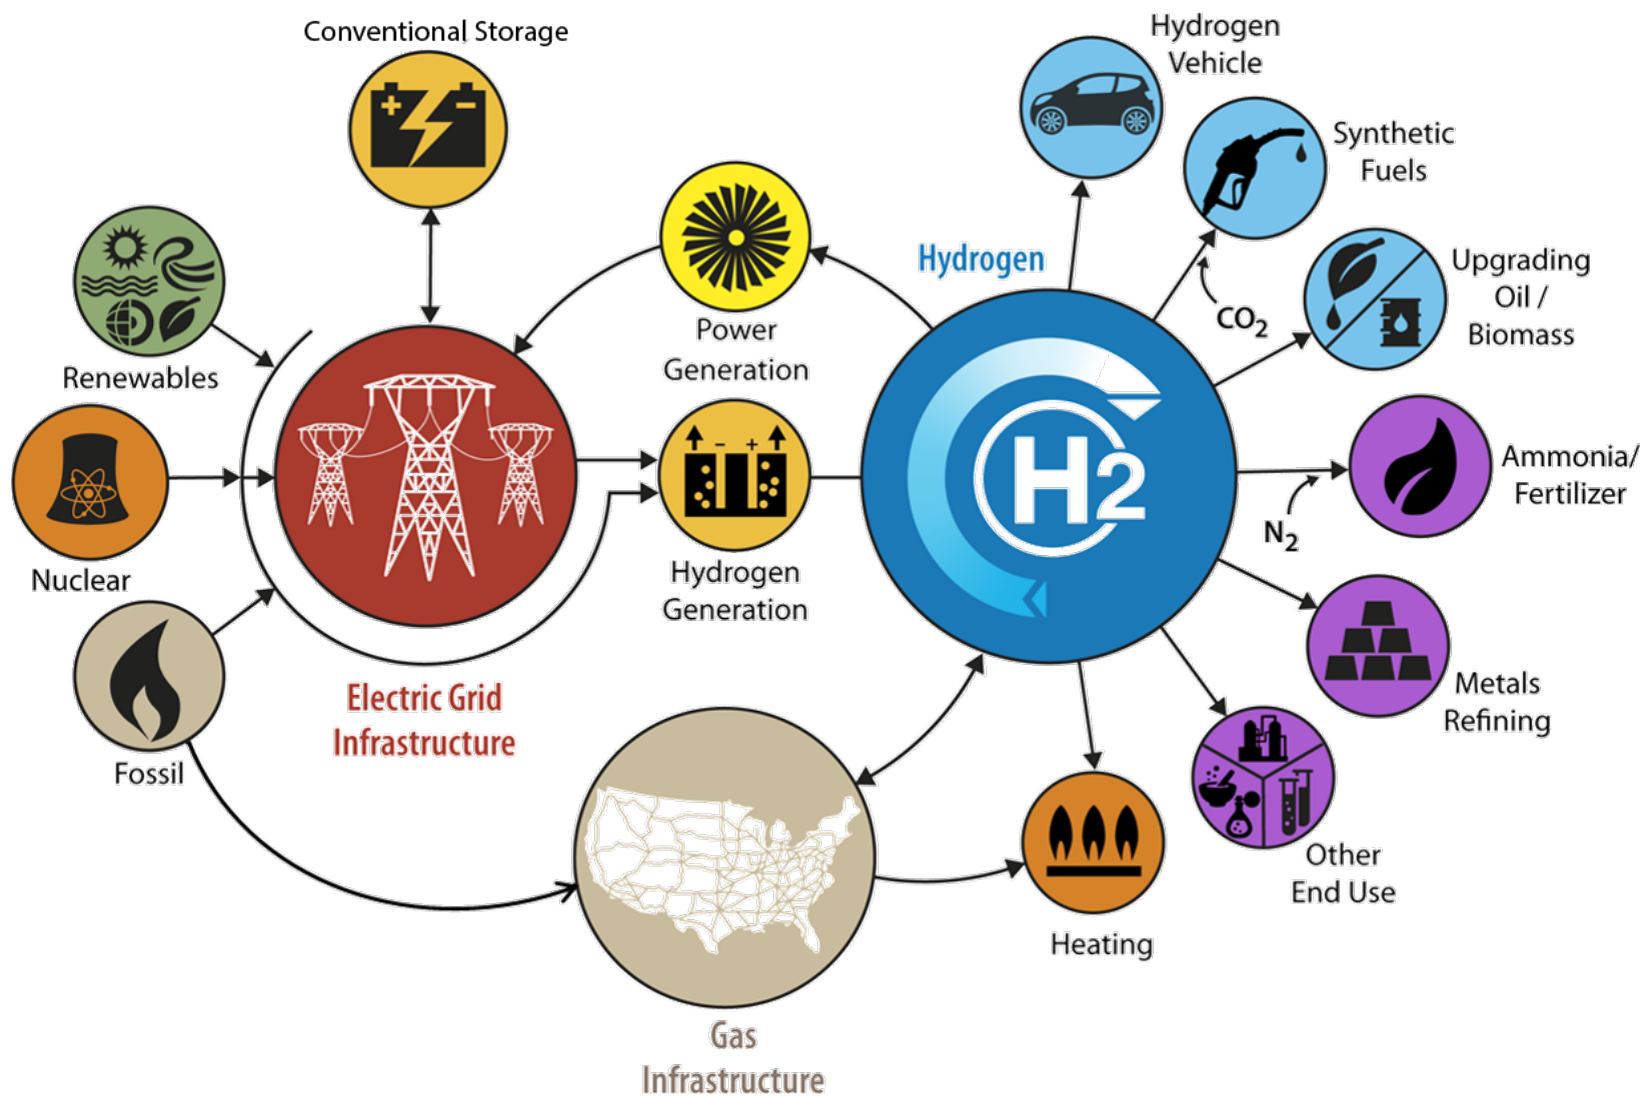 Conventional Storage
+ -
Renewables
Nuclear
Fossil
Electric Grid
Infrastructure
Power
Generation
- +
Hydrogen
Generation
Hydrogen
H2
Gas
Infrastructure
Hydrogen
Vehicle
Synthetic
Fuels
CO2
Upgrading
Oil /
Biomass
Ammonia/
Fertilizer
N2
Metals
Refining
Other
End Use
Heating